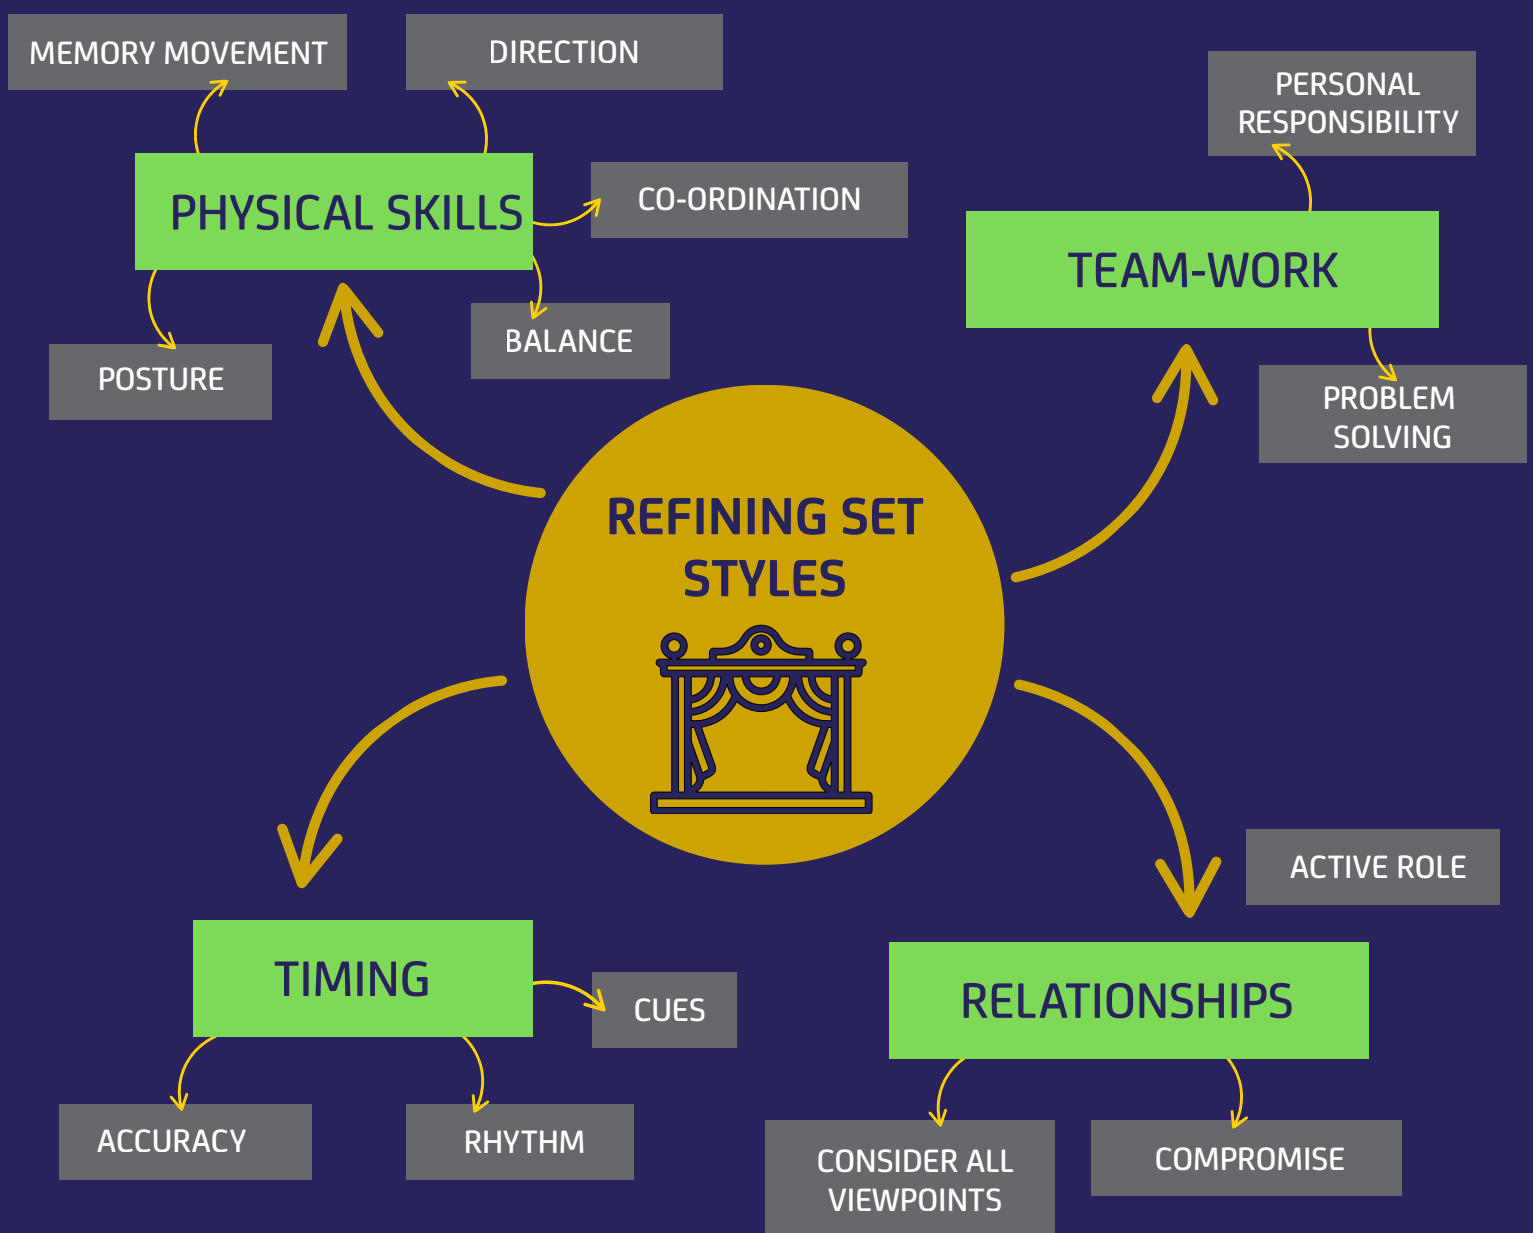 MEMORY MOVEMENT
DIRECTION
PERSONAL
RESPONSIBILITY
PHYSICAL SKILLS
CO-ORDINATION
TEAM-WORK
BALANCE
POSTURE
PROBLEM
SOLVING
REFINING SET
STYLES
ACTIVE ROLE
TIMING
CUES
RELATIONSHIPS
ACCURACY
RHYTHM
CONSIDER ALL
VIEWPOINTS
COMPROMISE